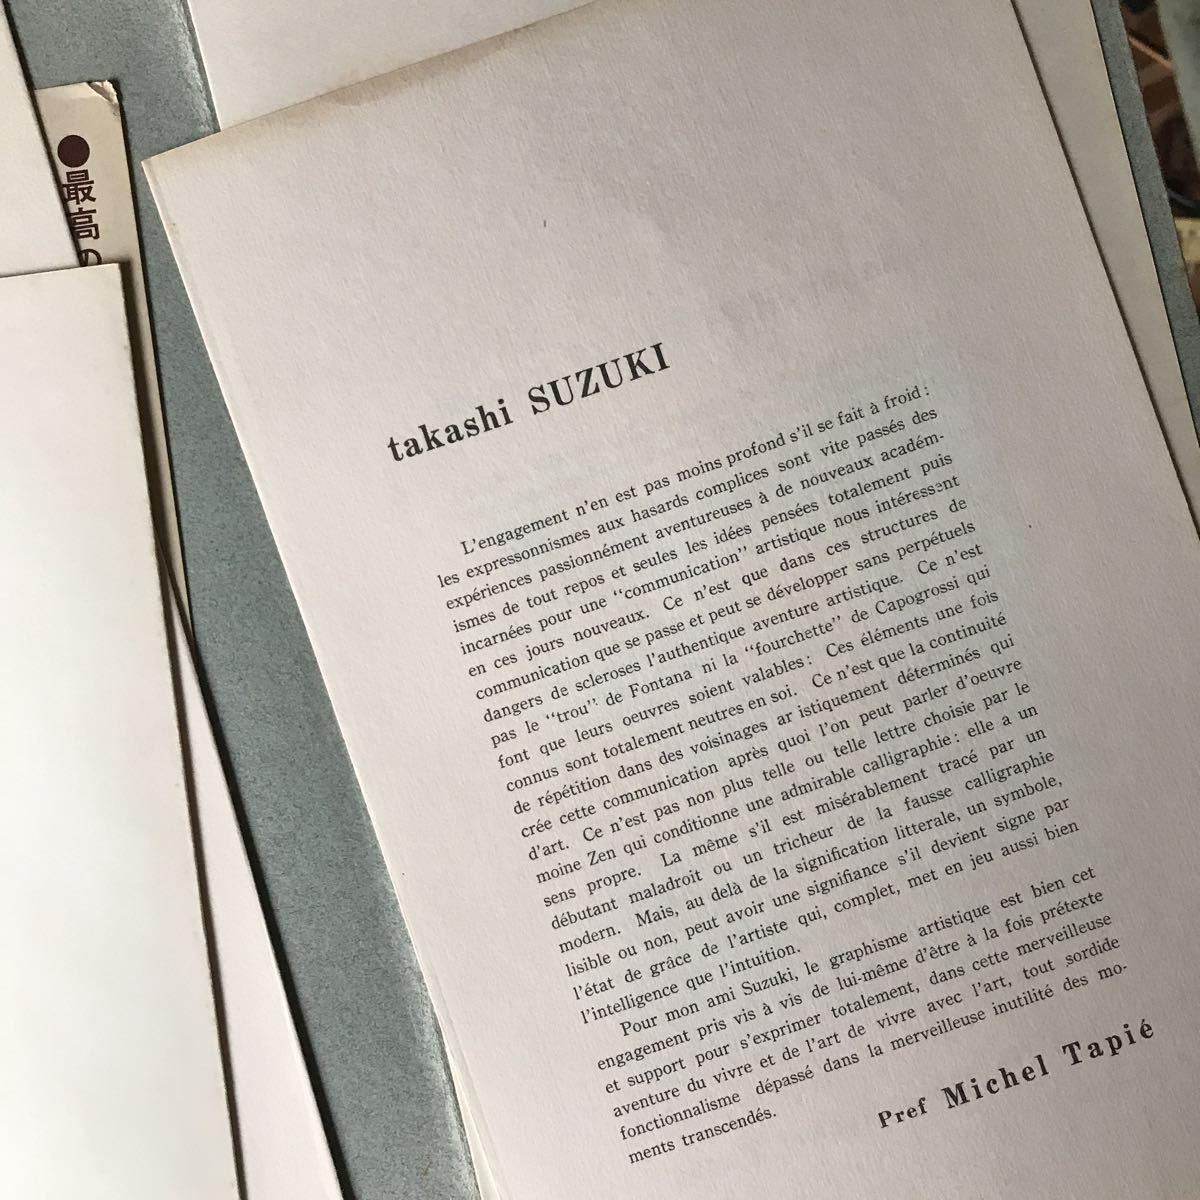 ●最高の
takashi SUZUKI
L'engagement n'en est pas moins profond s'il se fait à froid:
les expressonnismes aux hasards complices sont vite passés des
expériences passionnément aventureuses à de nouveaux académ-
ismes de tout repos et seules les idées pensées totalement puis
incarnées pour une "communication" artistique nous intéressent
en ces jours nouveaux. Ce n'est que dans ces structures de
communication que se passe et peut se développer sans perpétuels
dangers de scleroses l'authentique aventure artistique. Ce n'est
pas le "trou" de Fontana ni la "fourchette" de Capogrossi qui
font que leurs oeuvres soient valables: Ces éléments une fois
connus sont totalement neutres en soi. Ce n'est que la continuité
de répétition dans des voisinages ar istiquement déterminés qui
crée cette communication après quoi l'on peut parler d'oeuvre
d'art. Ce n'est pas non plus telle ou telle lettre choisie par le
moine Zen qui conditionne une admirable calligraphie: elle a un
sens propre. La même s'il est misérablement tracé par un
débutant maladroit ou un tricheur de la fausse calligraphie
modern. Mais, au delà de la signification litterale, un symbole,
lisible ou non, peut avoir une signifiance s'il devient signe par
l'état de grâce de l'artiste qui, complet, met en jeu aussi bien
l'intelligence que l'intuition.
Pour mon ami Suzuki, le graphisme artistique est bien cet
engagement pris vis à vis de lui-même d'être à la fois prétexte
et support pour s'exprimer totalement, dans cette merveilleuse
aventure du vivre et de l'art de vivre avec l'art, tout sordide
fonctionnalisme dépassé dans la merveilleuse inutilité des mo-
ments transcendés.
Pref Michel Tapié